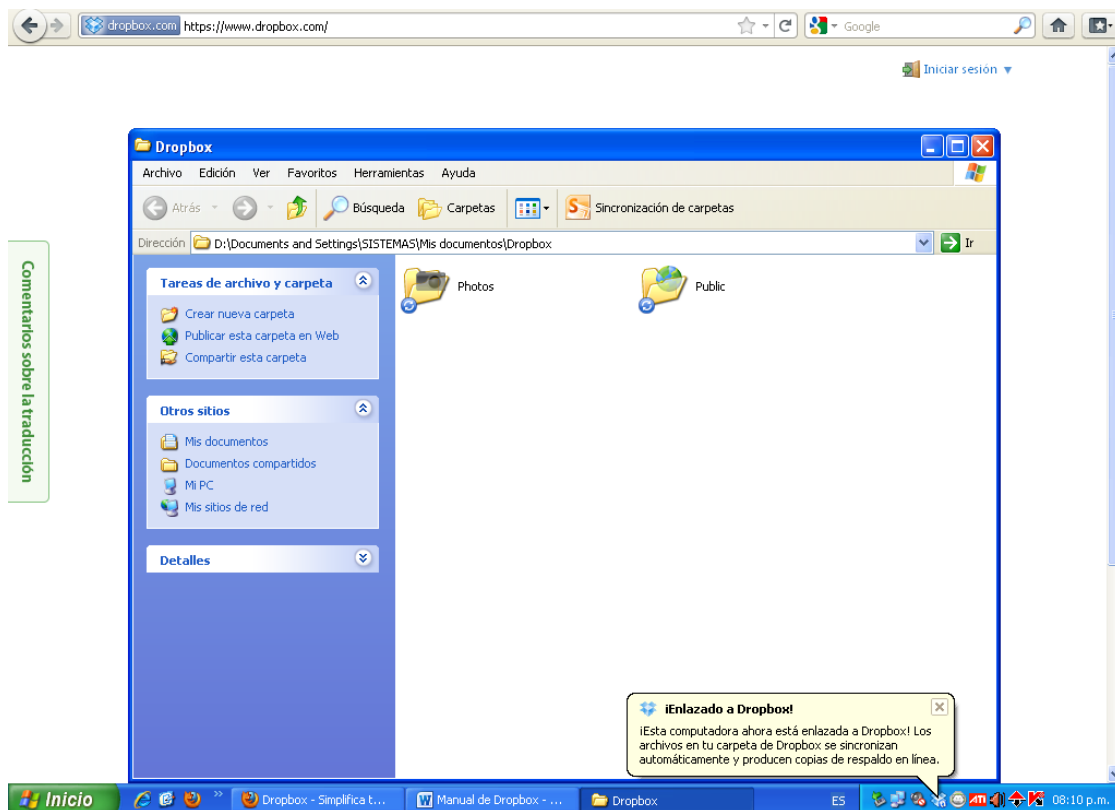 dropbox.com https://www.dropbox.com/
Google
Iniciar sesión
Comentarlos sobre la traducción
Dropbox
Archivo Edición Ver Favoritos Herramientas Ayuda
Atrás Búsqueda Carpetas Sincronización de carpetas
Dirección D:\Documents and Settings\SISTEMAS\Mis documentos\Dropbox Ir
Tareas de archivo y carpeta
Crear nueva carpeta
Publicar esta carpeta en Web
Compartir esta carpeta
Otros sitios
Mis documentos
Documentos compartidos
Mi PC
Mis sitios de red
Detalles
Photos
Public
¡Enlazado a Dropbox!
¡Esta computadora ahora está enlazada a Dropbox! Los
archivos en tu carpeta de Dropbox se sincronizan
automáticamente y producen copias de respaldo en línea.
Inicio
Dropbox - Simplifica t...
Manual de Dropbox - ...
Dropbox
ES
ATI
08:10 p.m.